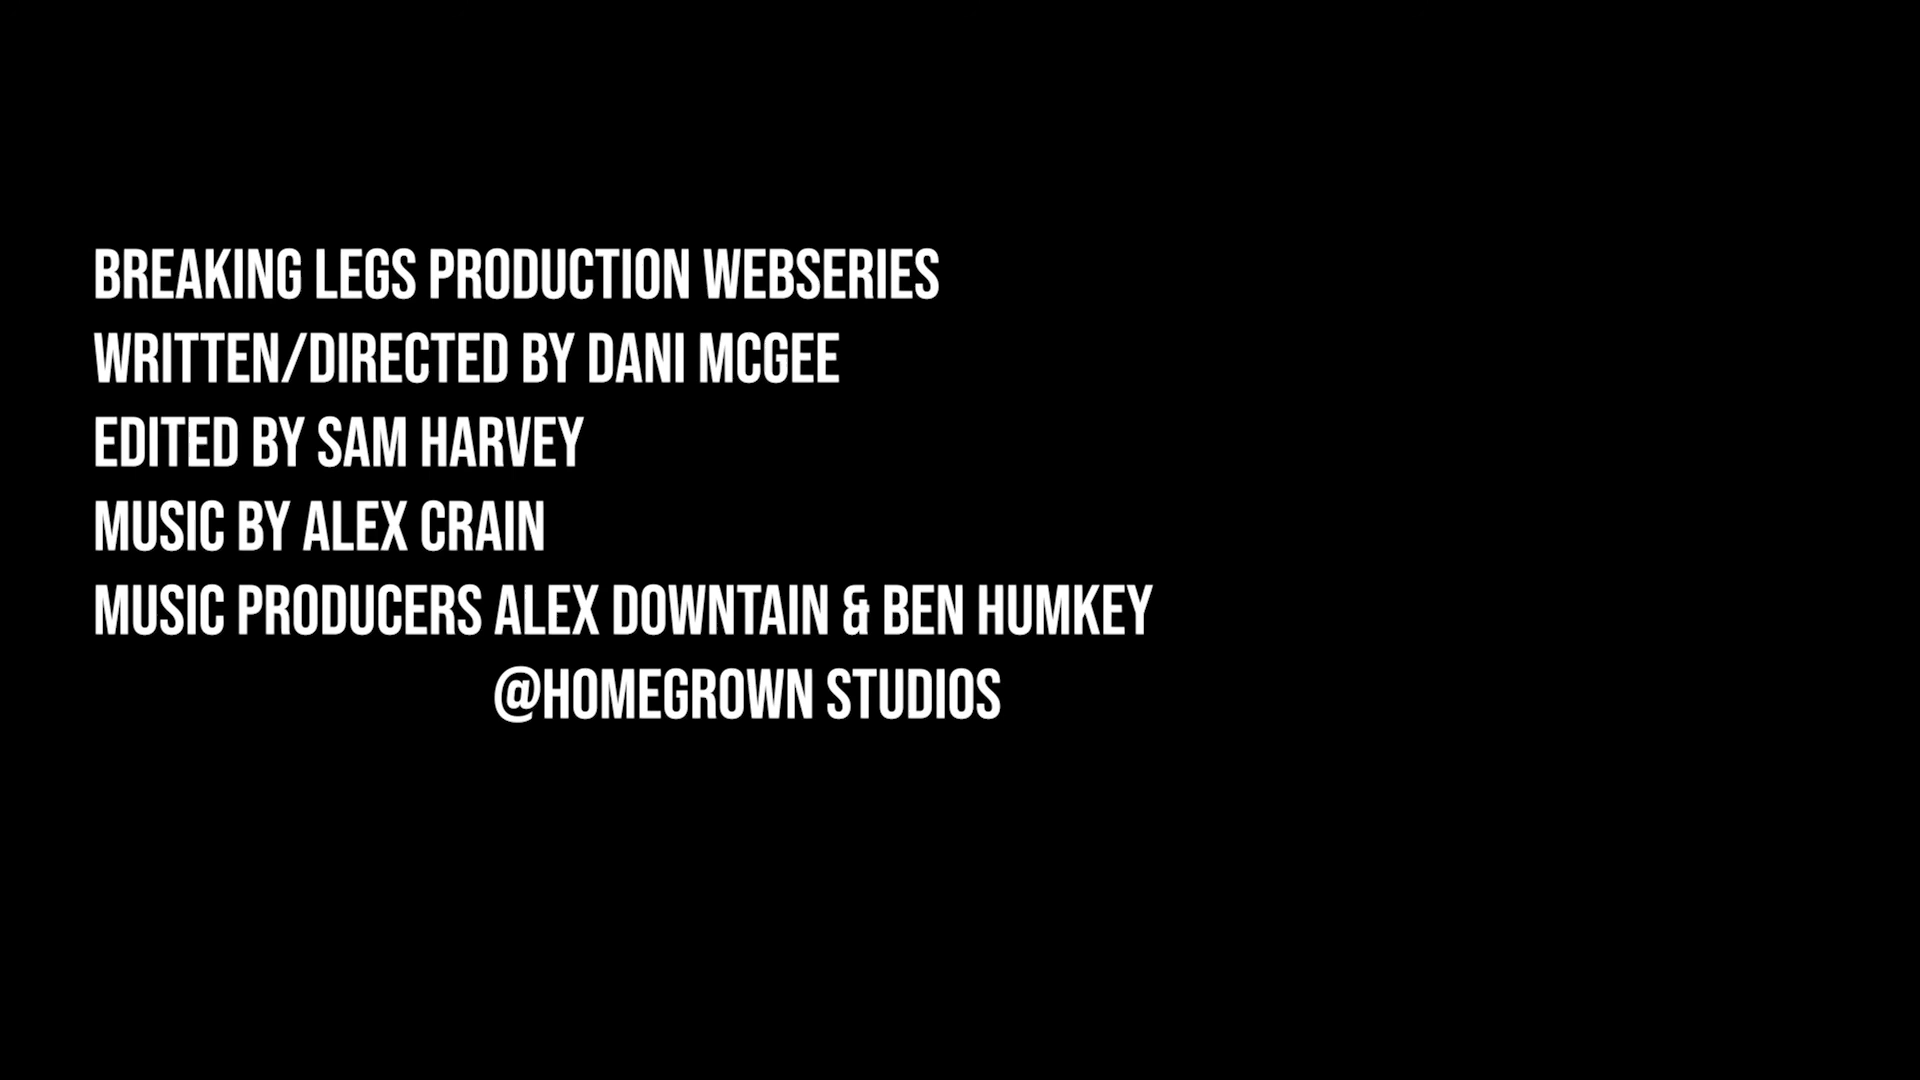 BREAKING LEGS PRODUCTION WEBSERIES
WRITTEN/DIRECTED BY DANI MCGEE
EDITED BY SAM HARVEY
MUSIC BY ALEX CRAIN
MUSIC PRODUCERS ALEX DOWNTAIN & BEN HUMKEY
@HOMEGROWN STUDIOS